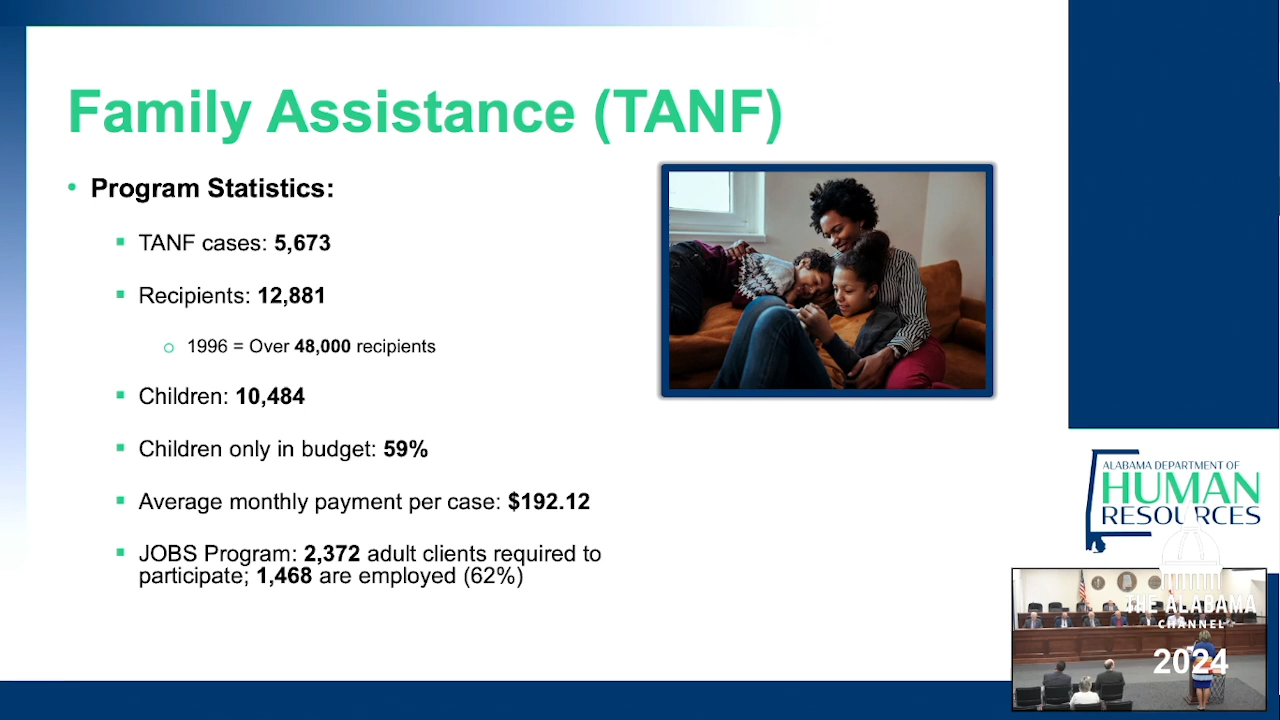 Family Assistance (TANF)
• Program Statistics:
▪ TANF cases: 5,673
▪ Recipients: 12,881
○ 1996 = Over 48,000 recipients
▪ Children: 10,484
▪ Children only in budget: 59%
▪ Average monthly payment per case: $192.12
▪ JOBS Program: 2,372 adult clients required to
participate; 1,468 are employed (62%)
ALABAMA DEPARTMENT OF
HUMAN
RESOURCES
THE ALABAMA
CHANNEL
2024